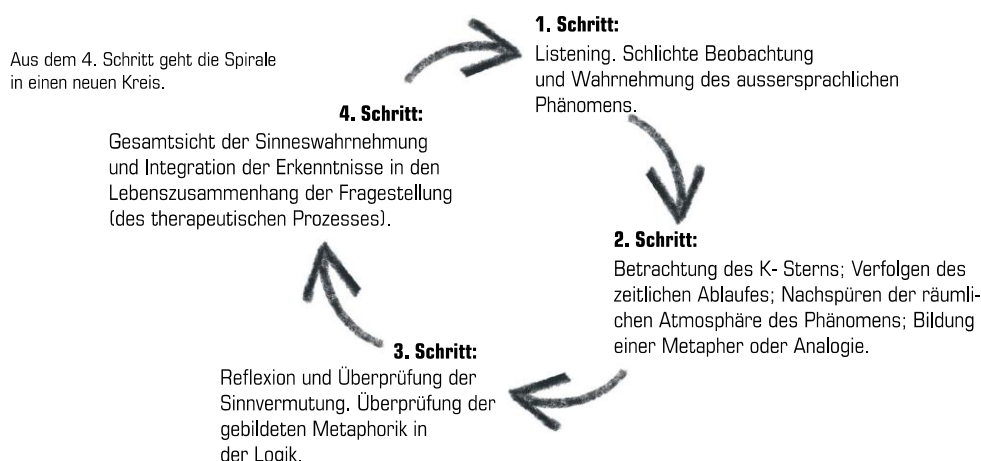 1. Schritt:
Listening. Schlichte Beobachtung
und Wahrnehmung des aussersprachlichen
Phänomens.
2. Schritt:
Betrachtung des K- Sterns; Verfolgen des
zeitlichen Ablaufes; Nachspüren der räumli-
chen Atmosphäre des Phänomens; Bildung
einer Metapher oder Analogie.
3. Schritt:
Reflexion und Überprüfung der
Sinnvermutung. Überprüfung der
gebildeten Metaphorik in
der Logik.
4. Schritt:
Gesamtsicht der Sinneswahrnehmung
und Integration der Erkenntnisse in den
Lebenszusammenhang der Fragestellung
(des therapeutischen Prozesses).
Aus dem 4. Schritt geht die Spirale
in einen neuen Kreis.